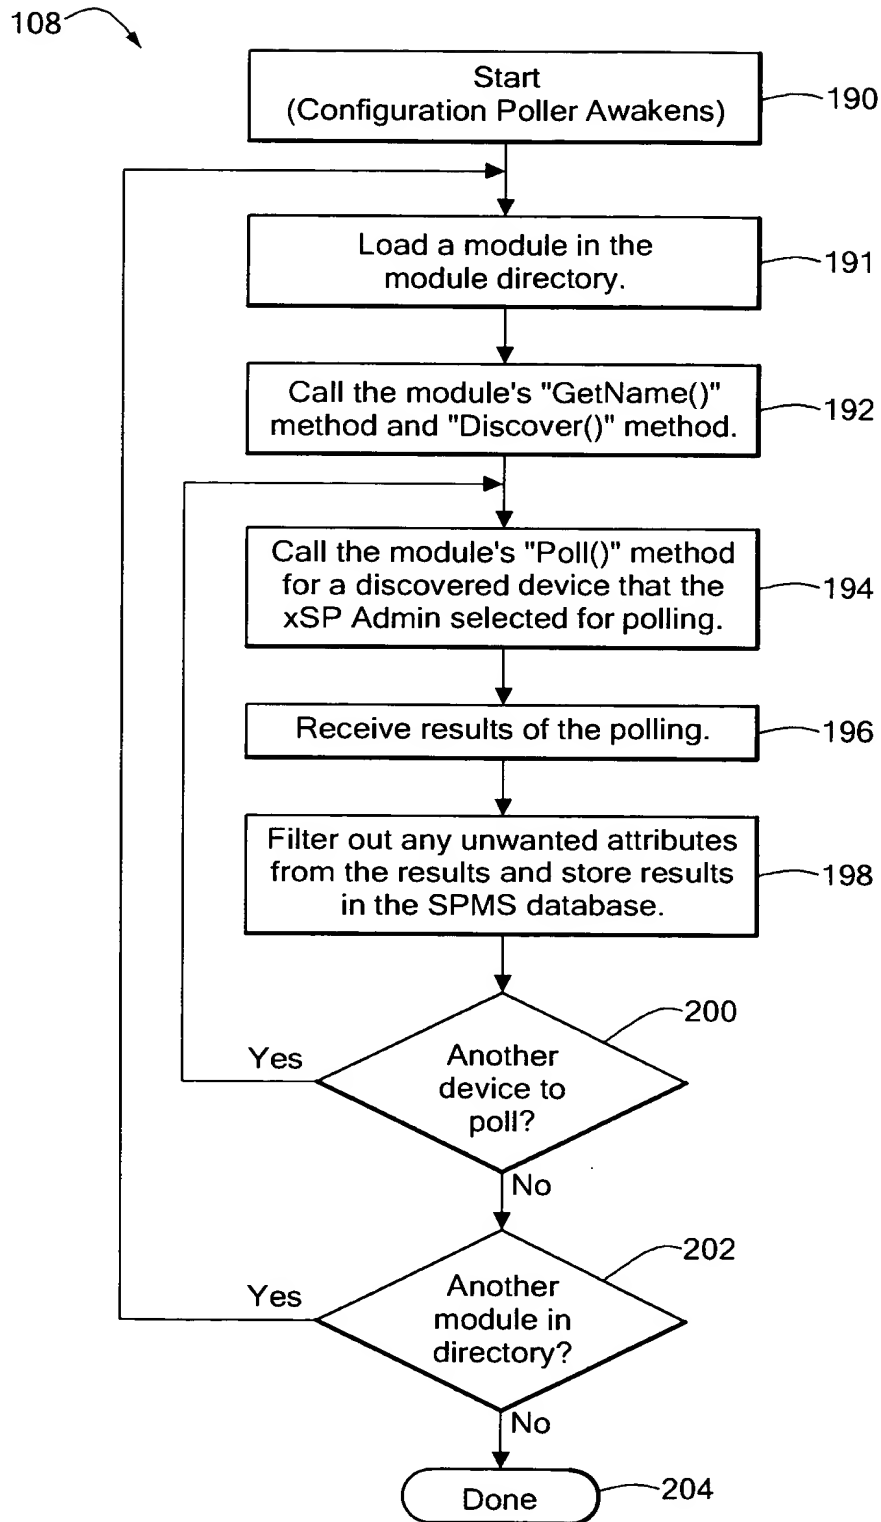 108
Start
(Configuration Poller Awakens)
190
Load a module in the
module directory.
191
Call the module's "GetName()"
method and "Discover()" method.
192
Call the module's "Poll()" method
for a discovered device that the
xSP Admin selected for polling.
194
Receive results of the polling.
196
Filter out any unwanted attributes
from the results and store results
in the SPMS database.
198
200
Yes
Another
device to
poll?
No
202
Yes
Another
module in
directory?
No
Done
204